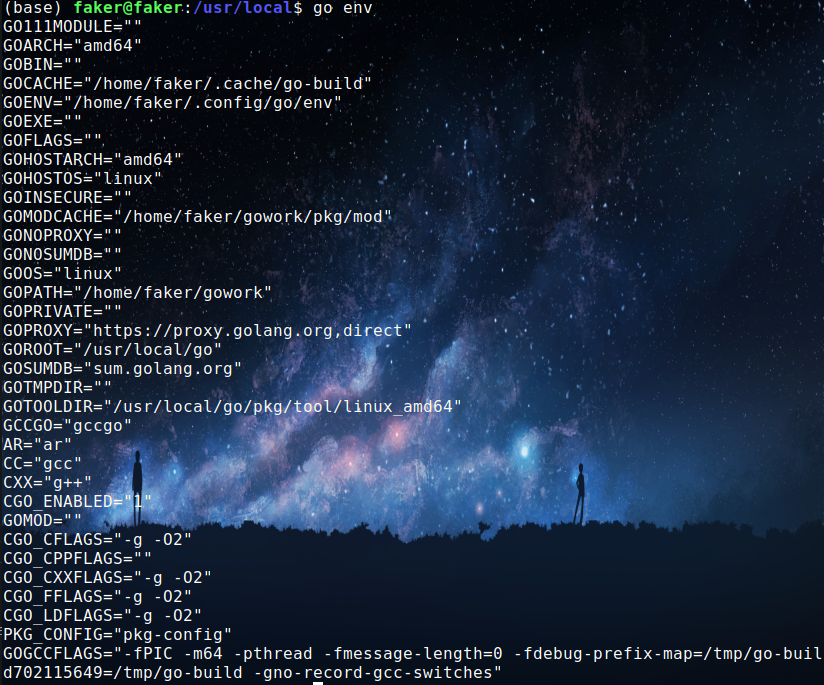 (base) faker@faker:/usr/local$ go env
GO111MODULE=""
GOARCH="amd64"
GOBIN=""
GOCACHE="/home/faker/.cache/go-build"
GOENV="/home/faker/.config/go/env"
GOEXE=""
GOFLAGS=""
GOHOSTARCH="amd64"
GOHOSTOS="linux"
GOINSECURE=""
GOMODCACHE="/home/faker/gowork/pkg/mod"
GONOPROXY=""
GONOSUMDB=""
GOOS="linux"
GOPATH="/home/faker/gowork"
GOPRIVATE=""
GOPROXY="https://proxy.golang.org,direct"
GOROOT="/usr/local/go"
GOSUMDB="sum.golang.org"
GOTMPDIR=""
GOTOOLDIR="/usr/local/go/pkg/tool/linux_amd64"
GCCGO="gccgo"
AR="ar"
CC="gcc"
CXX="g++"
CGO_ENABLED="1"
GOMOD=""
CGO_CFLAGS="-g -O2"
CGO_CPPFLAGS=""
CGO_CXXFLAGS="-g -O2"
CGO_FFLAGS="-g -O2"
CGO_LDFLAGS="-g -O2"
PKG_CONFIG="pkg-config"
GOGCCFLAGS="-fPIC -m64 -pthread -fmessage-length=0 -fdebug-prefix-map=/tmp/go-buil
d702115649=/tmp/go-build -gno-record-gcc-switches"